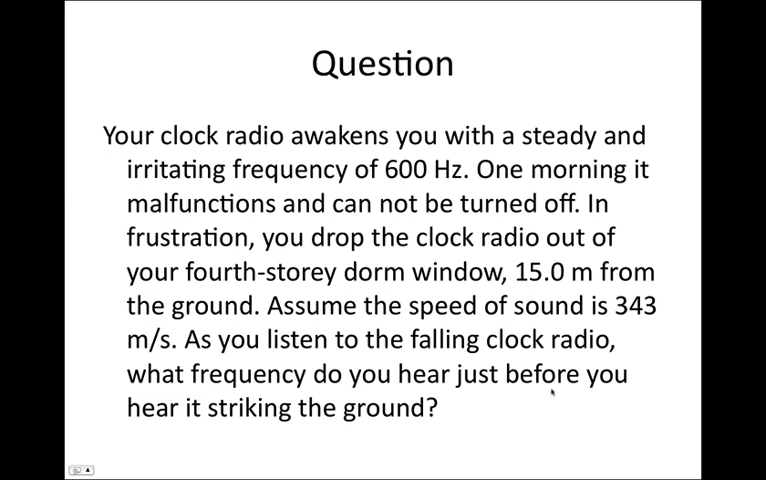 Question
Your clock radio awakens you with a steady and
irritating frequency of 600 Hz. One morning it
malfunctions and can not be turned off. In
frustration, you drop the clock radio out of
your fourth-storey dorm window, 15.0 m from
the ground. Assume the speed of sound is 343
m/s. As you listen to the falling clock radio,
what frequency do you hear just before you
hear it striking the ground?